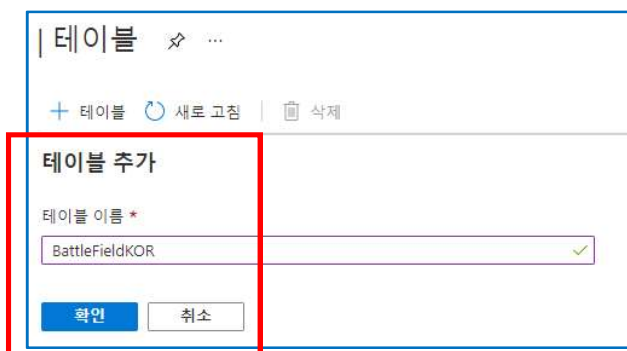 | 테이블 ...
+ 테이블 새로 고침 | 삭제
테이블 추가
테이블 이름 *
BattleFieldKOR
확인 취소